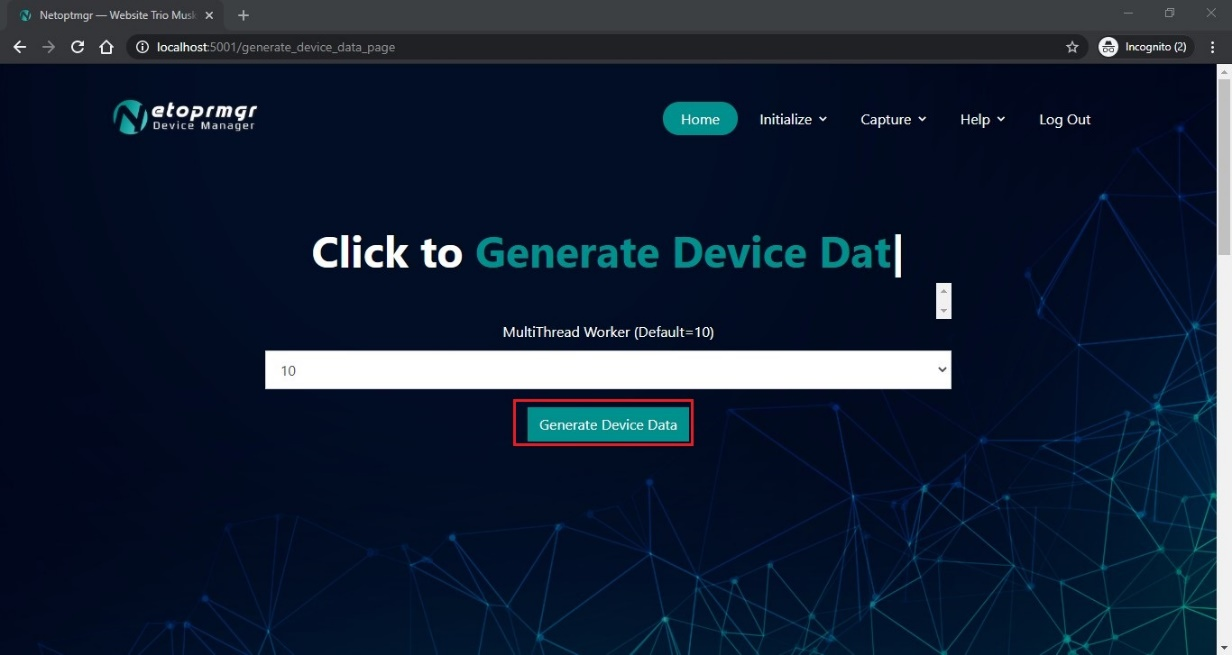 Netoptmgr — Website Trio Musk
localhost:5001/generate_device_data_page
Incognito (2)
Netoprmgr
Device Manager
Home
Initialize
Capture
Help
Log Out
Click to Generate Device Dat
MultiThread Worker (Default=10)
10
Generate Device Data